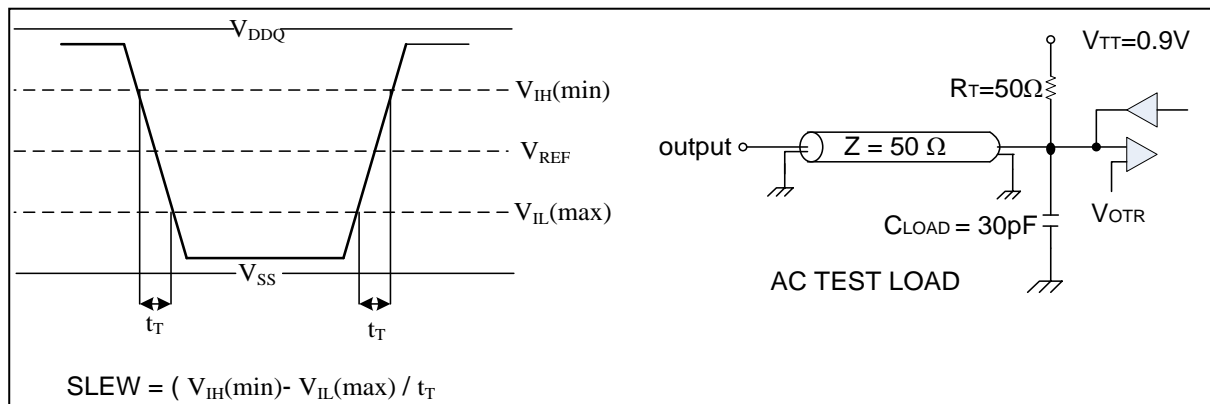 VDDQ
VIH(min)
VREF
VIL(max)
VSS
tT
tT
SLEW = ( VIH(min)- VIL(max) / tT
VTT=0.9V
RT=50Ω
output
Z = 50 Ω
VOTR
CLOAD = 30pF
AC TEST LOAD